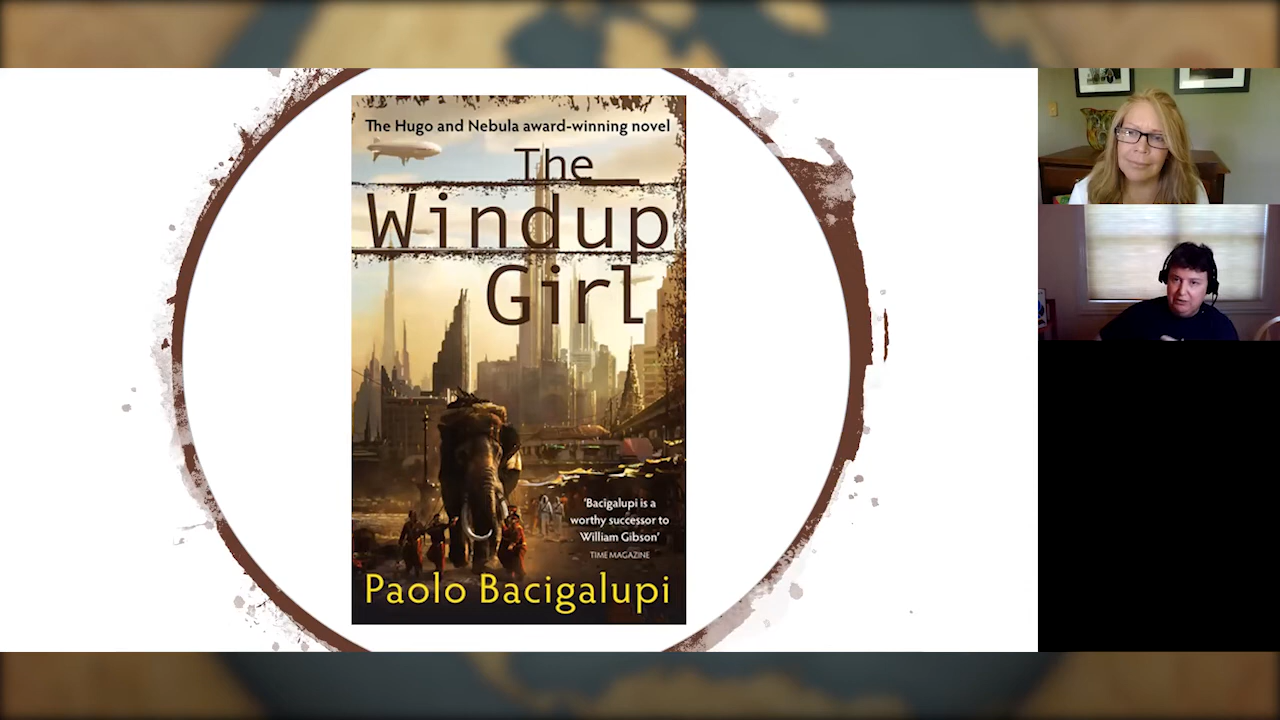 The Hugo and Nebula award-winning novel
The
Windup
Girl
'Bacigalupi is a
worthy successor to
William Gibson'
TIME MAGAZINE
Paolo Bacigalupi